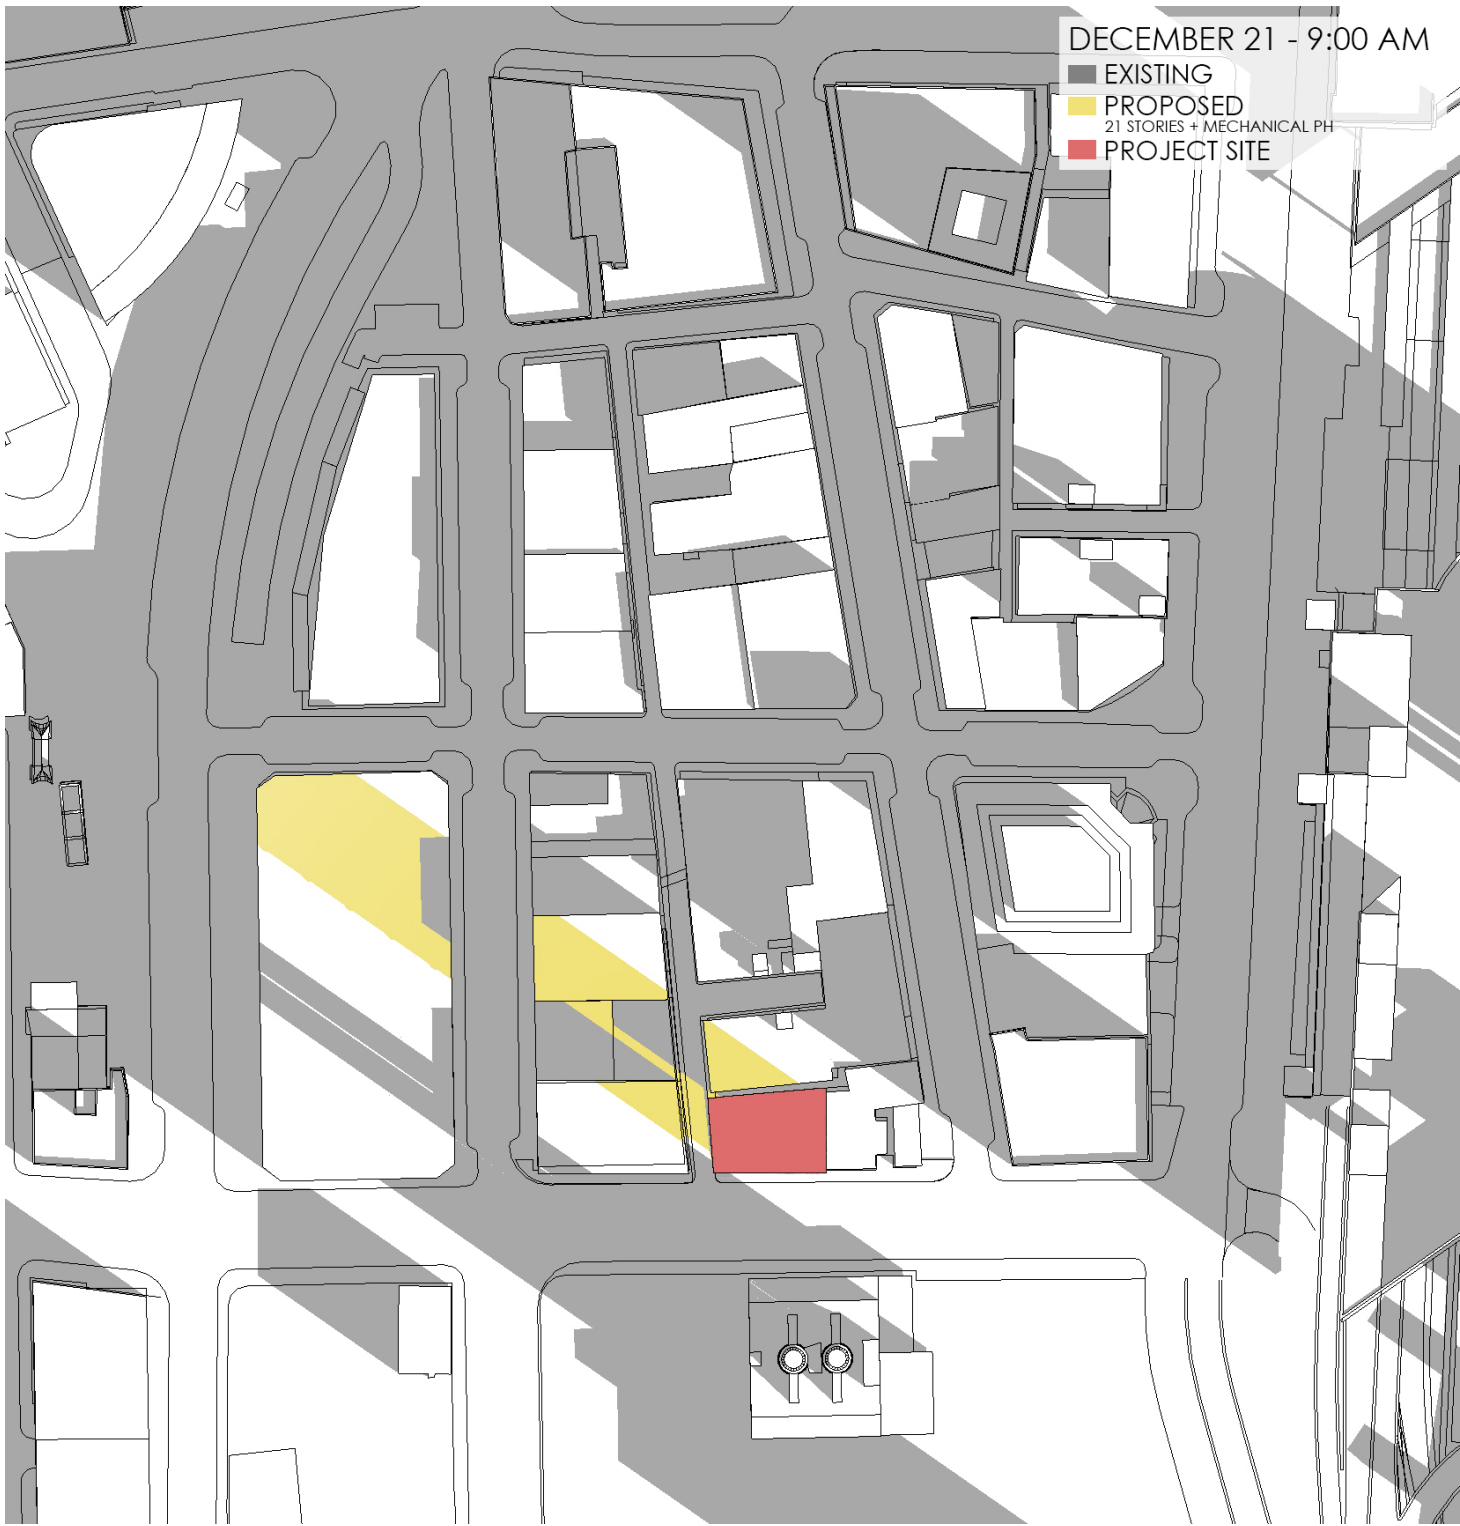 DECEMBER 21 - 9:00 AM
EXISTING
PROPOSED
21 STORIES + MECHANICAL PH
PROJECT SITE